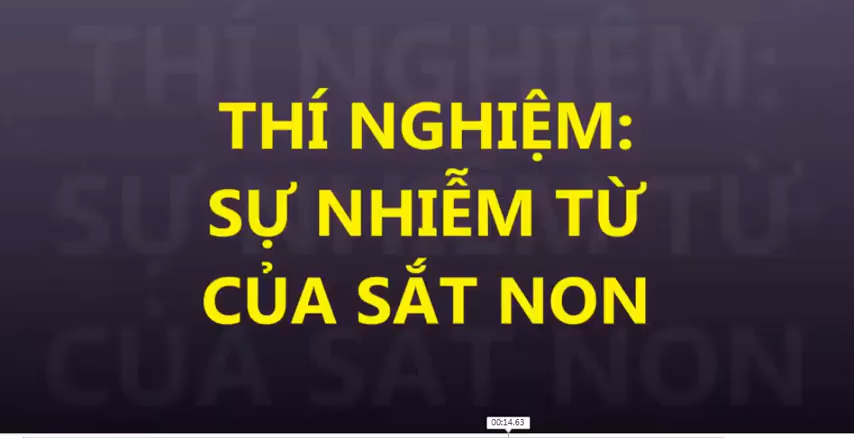 THÍ NGHIỆM:
SỰ NHIỄM TỪ
CỦA SẮT NON
00:14.63